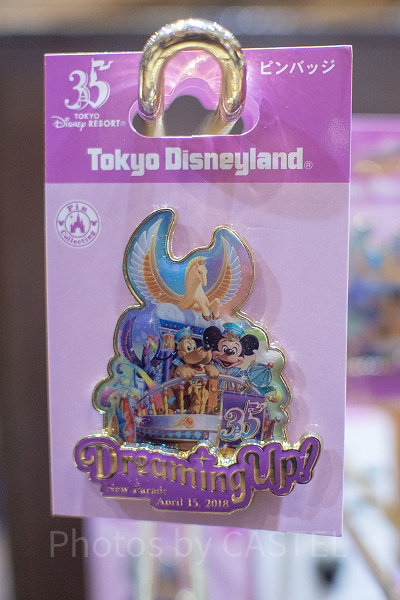 35
TOKYO
Disney RESORT®
ピンバッジ
Tokyo Disneyland®
Pin
Collecting
35
Dreaming Up!
New Parade
April 15, 2018
Photos by CASTEL